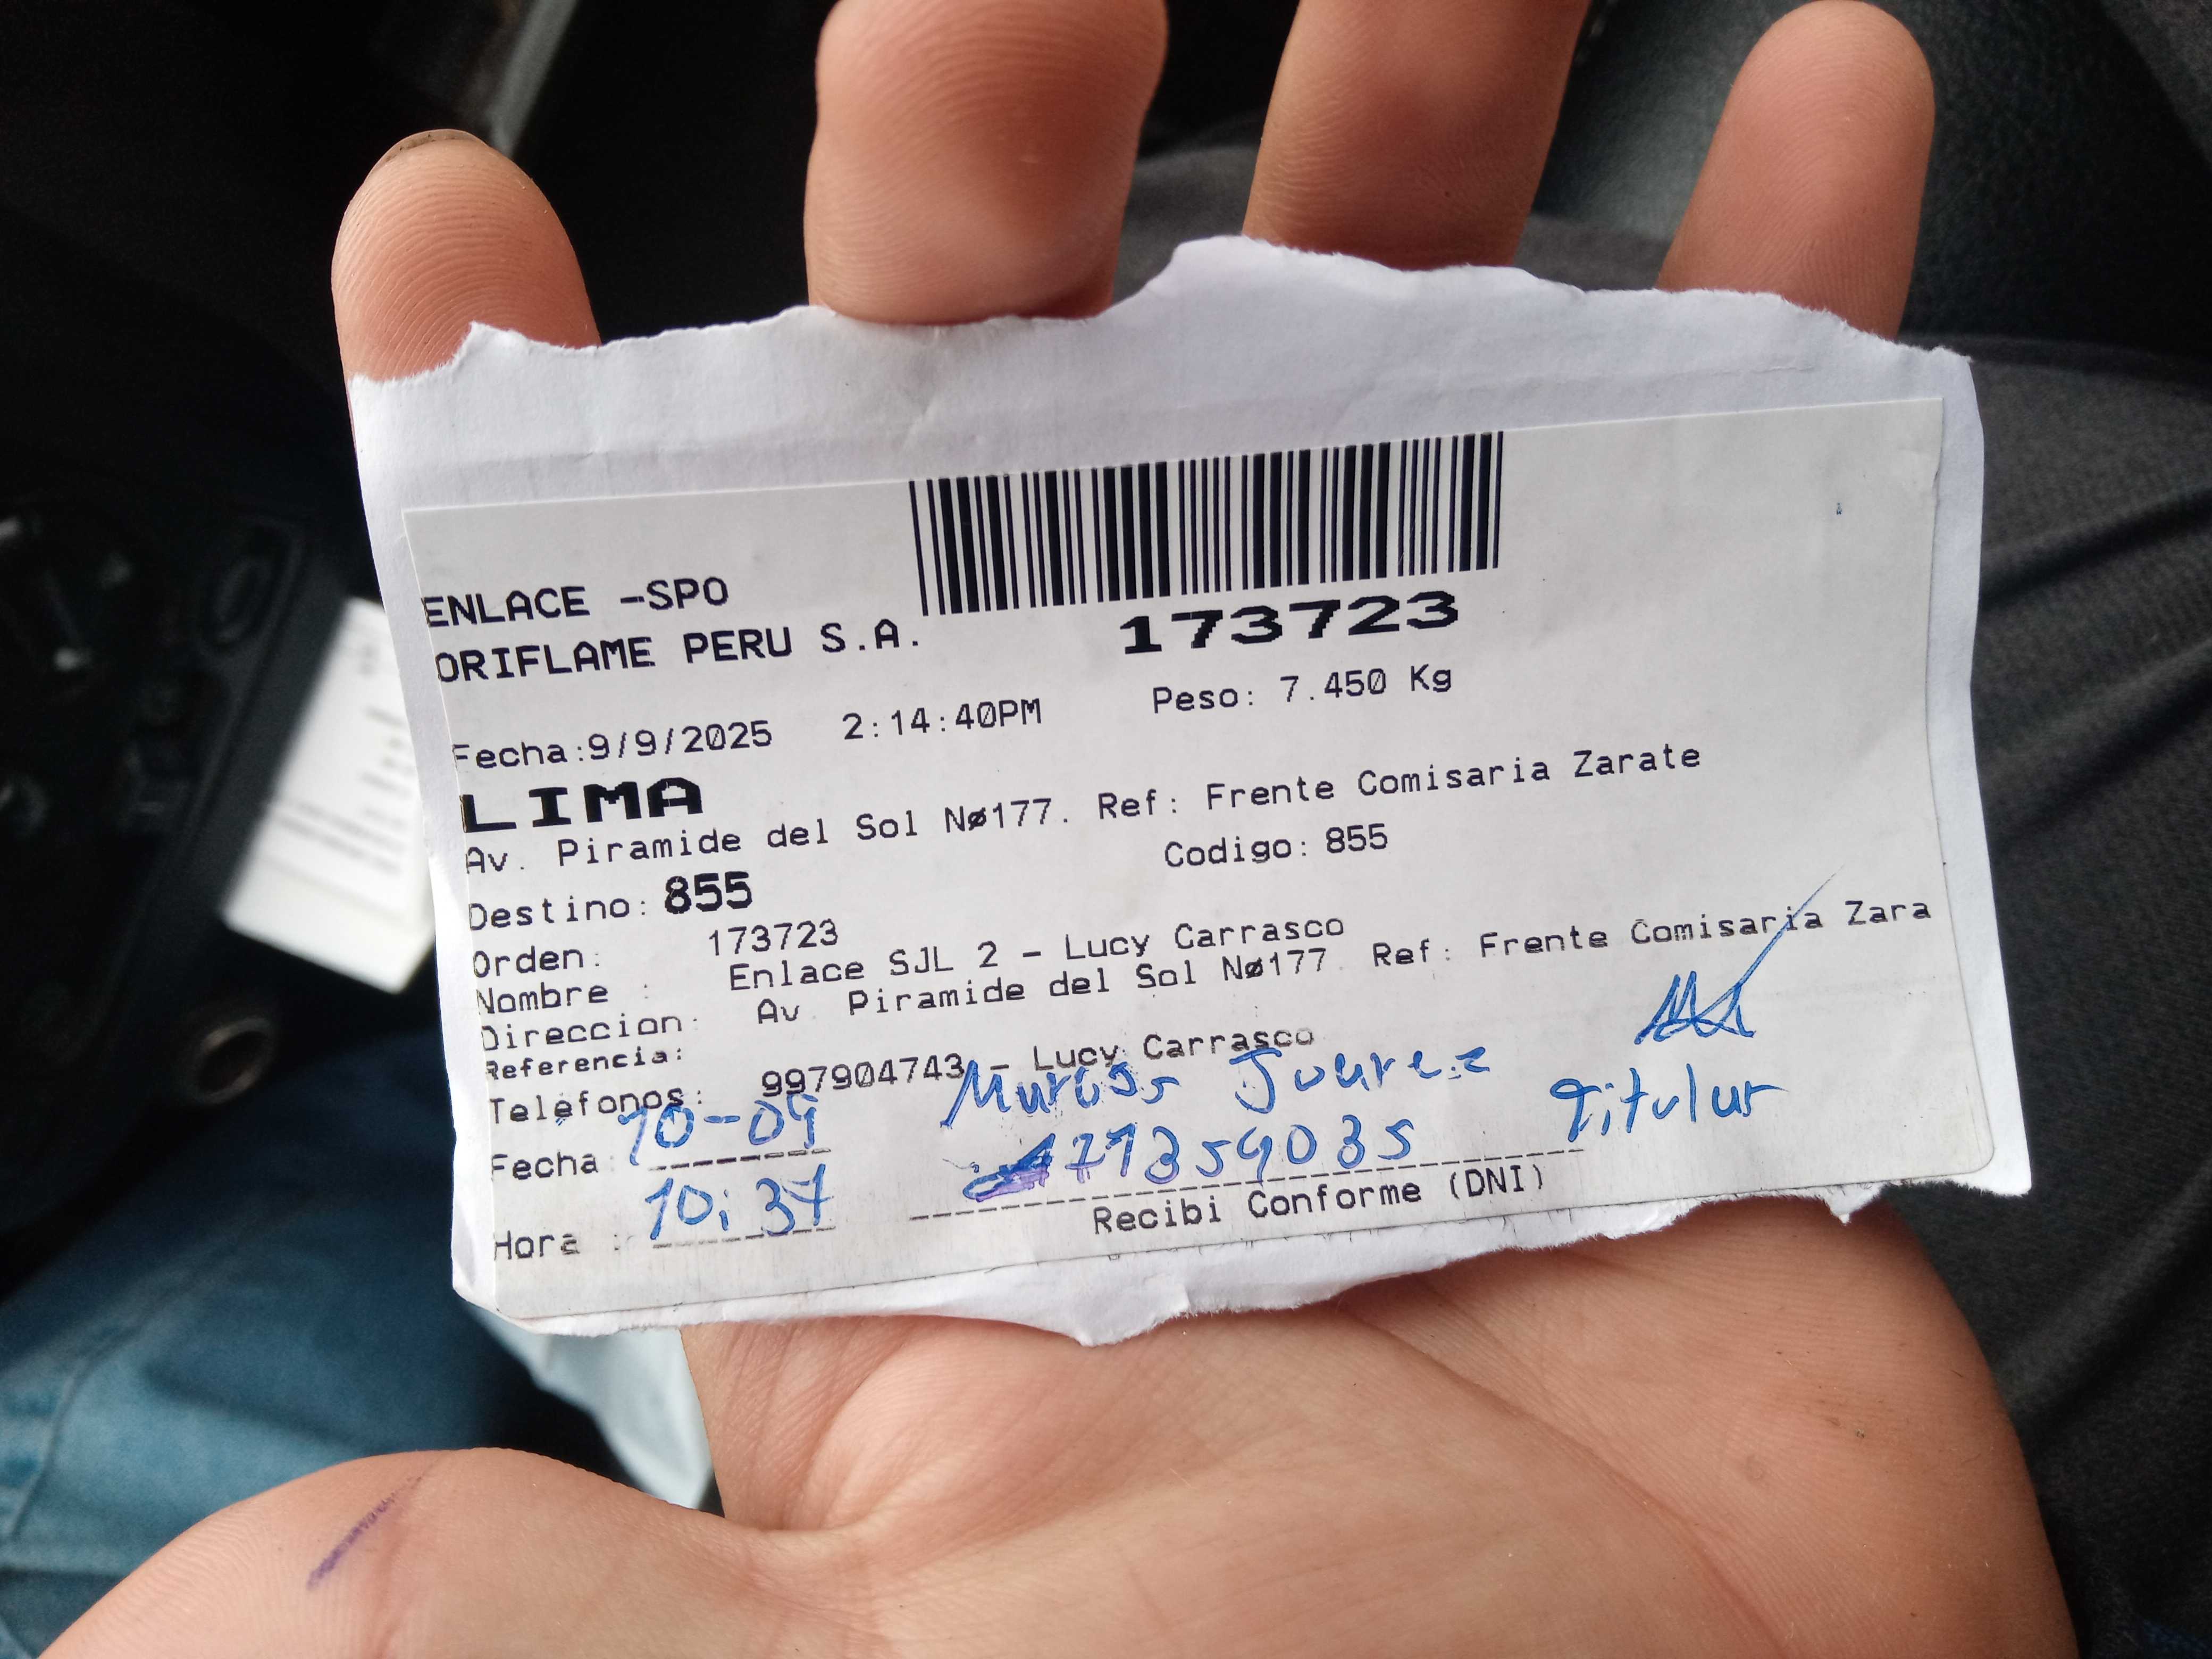 ENLACE -SPO
ORIFLAME PERU S.A.
173723
Fecha:9/9/2025 2:14:40PM Peso: 7.450 Kg
LIMA
Av. Piramide del Sol Nø177. Ref: Frente Comisaria Zarate
Destino: 855 Codigo: 855
Orden: 173723
Nombre : Enlace SJL 2 - Lucy Carrasco
Direccion: Av. Piramide del Sol Nø177. Ref: Frente Comisaria Zara
Referencia:
Telefonos: 997904743 - Lucy Carrasco
Juarez Titular
Fecha: 10-09
Hora : 10:37
Recibi Conforme (DNI)